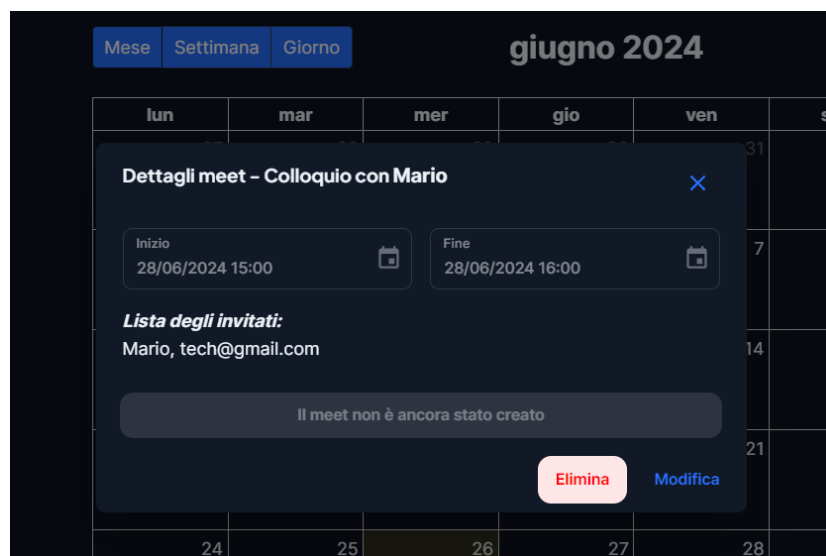 Mese Settimana Giorno giugno 2024
lun mar mer gio ven
31
Dettagli meet – Colloquio con Mario
Inizio Fine
28/06/2024 15:00 28/06/2024 16:00
7
Lista degli invitati:
Mario, tech@gmail.com
14
Il meet non è ancora stato creato
21
Elimina Modifica
24 25 26 27 28